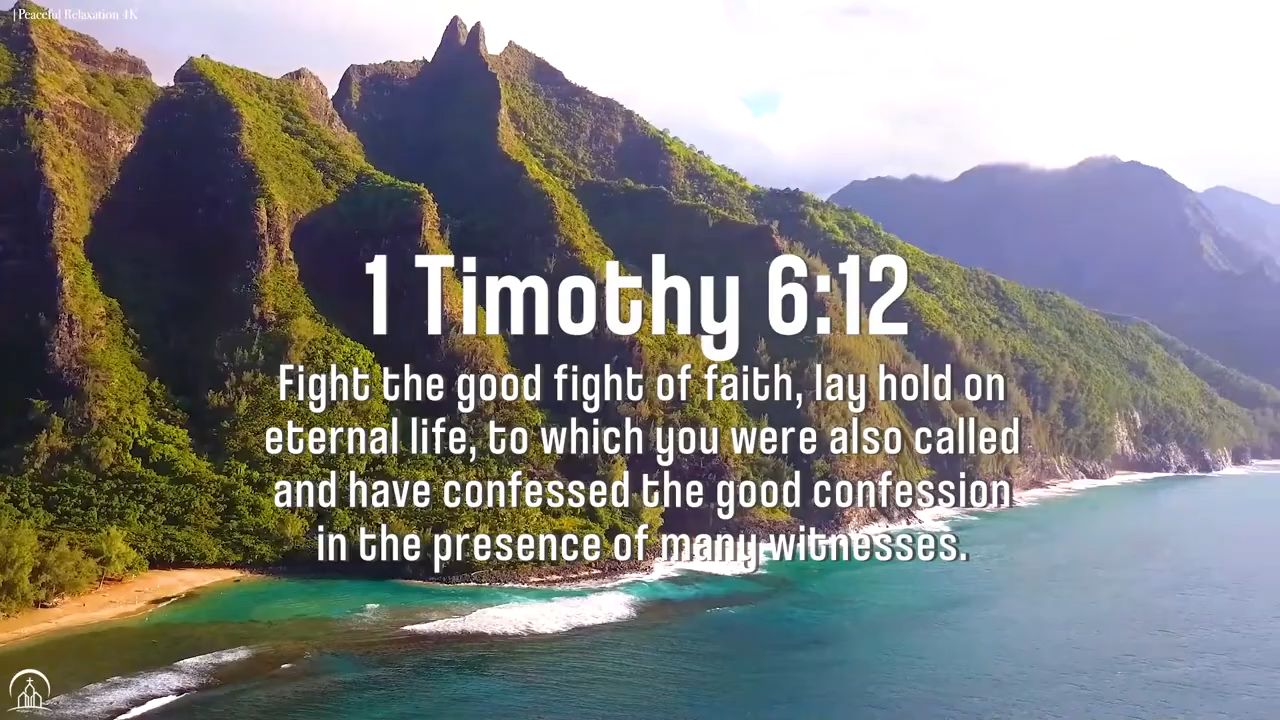 |Peaceful Relaxation 4K
1 Timothy 6:12
Fight the good fight of faith, lay hold on
eternal life, to which you were also called
and have confessed the good confession
in the presence of many witnesses.